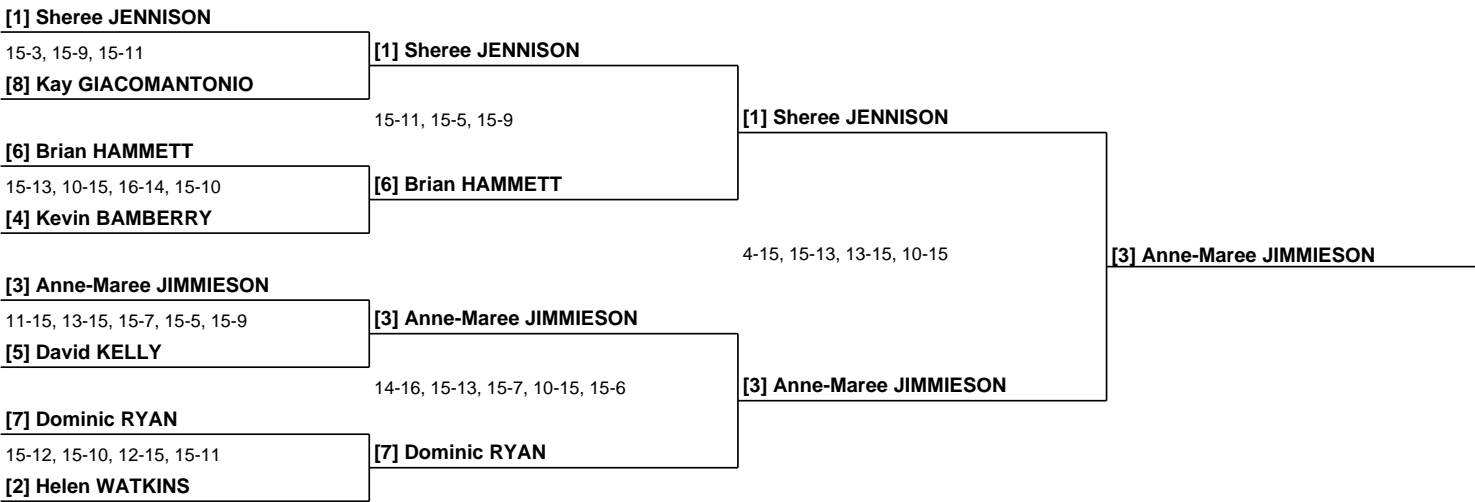 [1] Sheree JENNISON
15-3, 15-9, 15-11
[8] Kay GIACOMANTONIO
[6] Brian HAMMETT
15-13, 10-15, 16-14, 15-10
[4] Kevin BAMBERRY
[3] Anne-Maree JIMMIESON
11-15, 13-15, 15-7, 15-5, 15-9
[5] David KELLY
[7] Dominic RYAN
15-12, 15-10, 12-15, 15-11
[2] Helen WATKINS
[1] Sheree JENNISON
15-11, 15-5, 15-9
[6] Brian HAMMETT
[3] Anne-Maree JIMMIESON
14-16, 15-13, 15-7, 10-15, 15-6
[7] Dominic RYAN
[1] Sheree JENNISON
4-15, 15-13, 13-15, 10-15
[3] Anne-Maree JIMMIESON
[3] Anne-Maree JIMMIESON